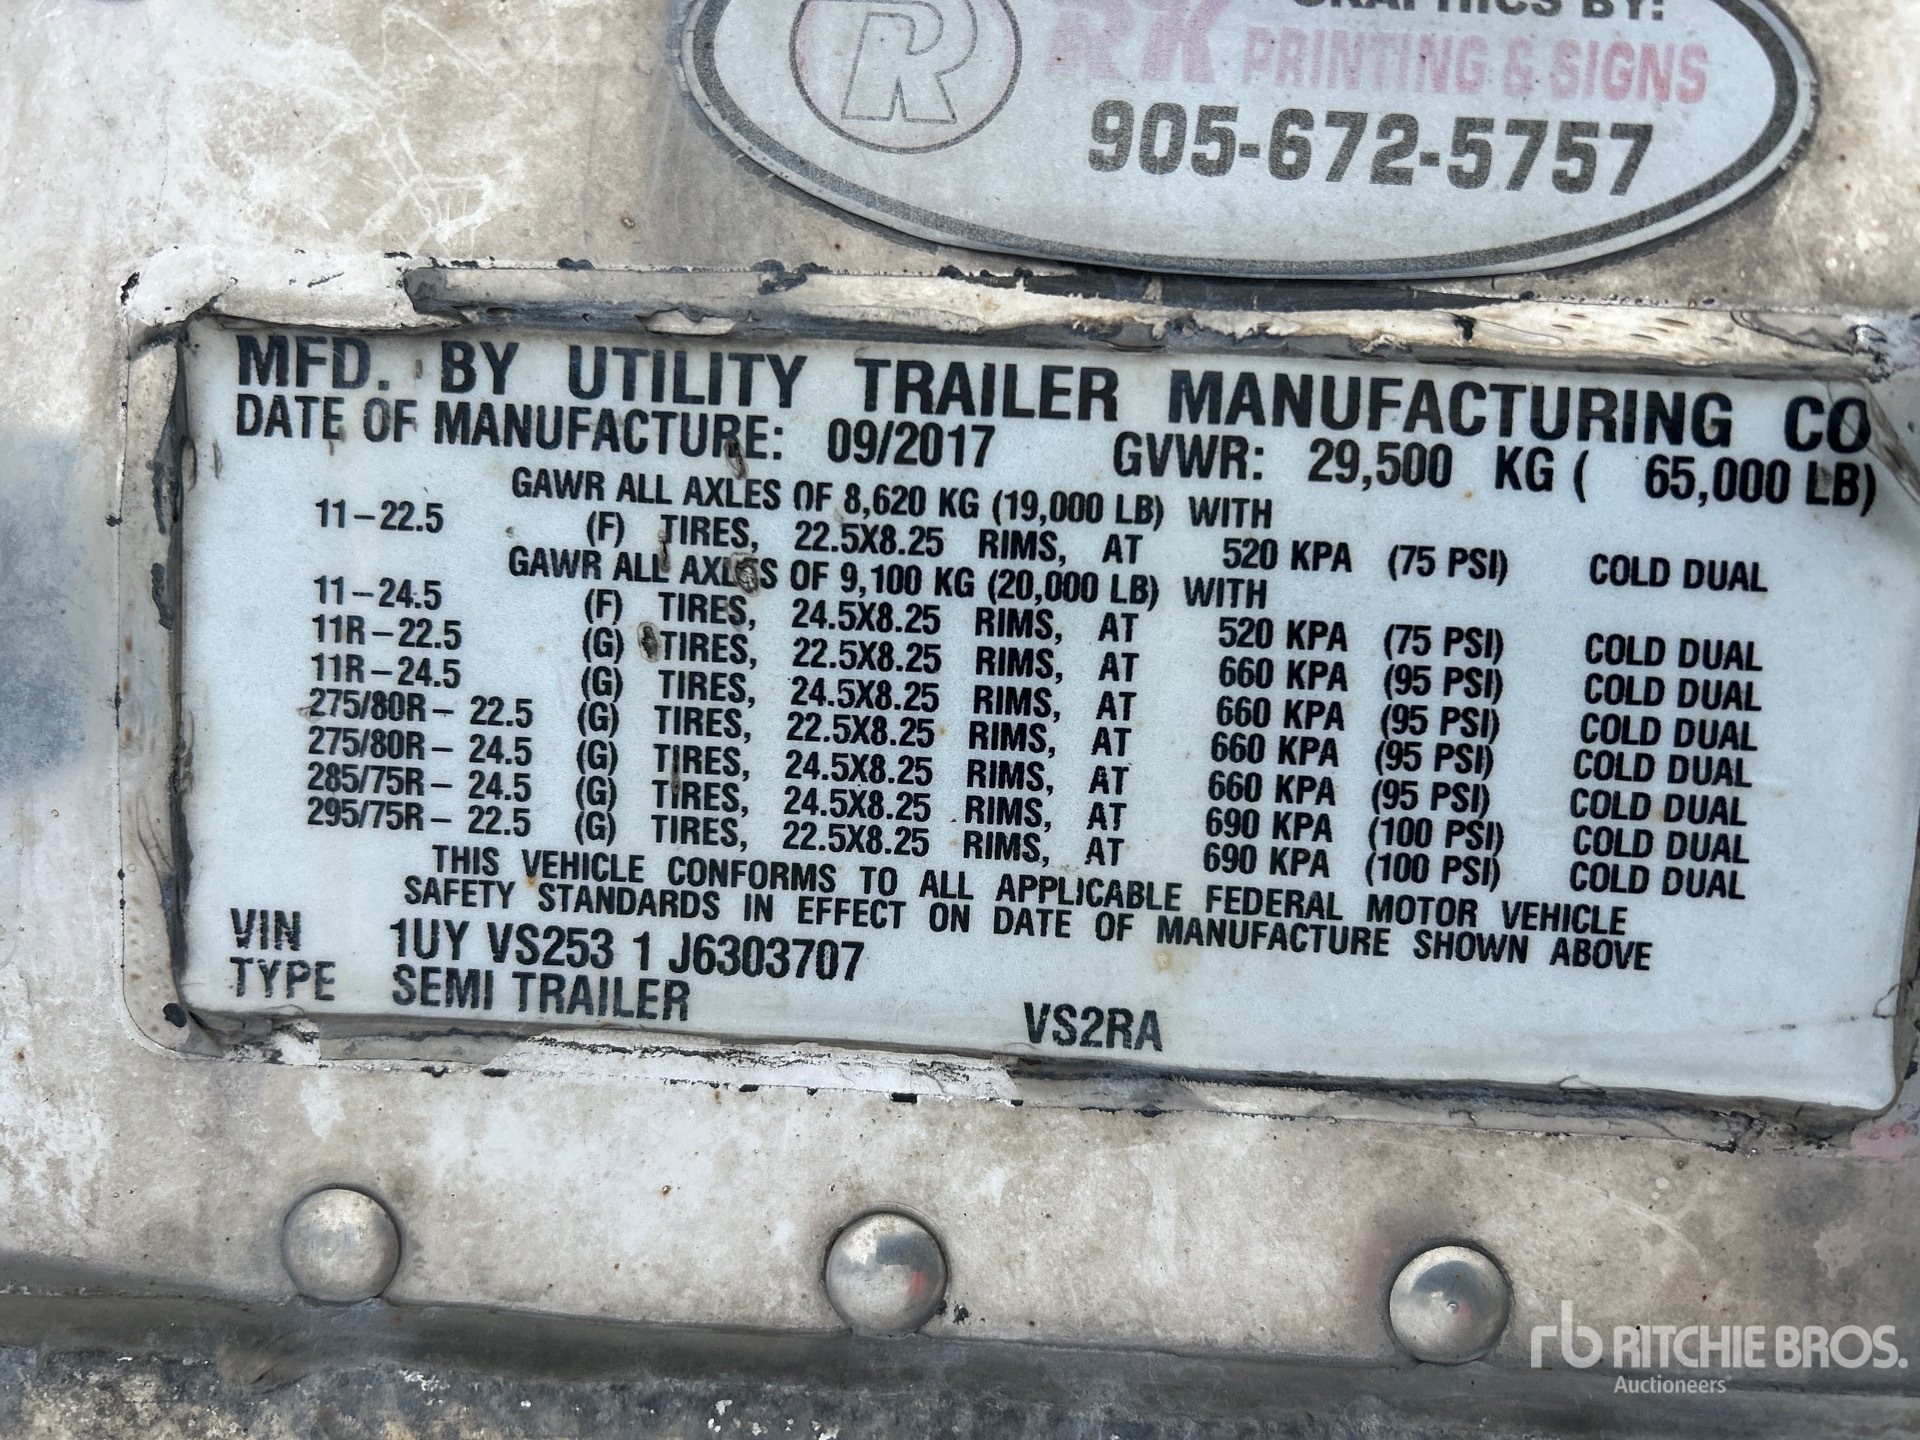 GRAPHICS BY:
R RK PRINTING & SIGNS
905-672-5757
MFD. BY UTILITY TRAILER MANUFACTURING CO
DATE OF MANUFACTURE: 09/2017 GVWR: 29,500 KG ( 65,000 LB)
GAWR ALL AXLES OF 8,620 KG (19,000 LB) WITH
11-22.5 (F) TIRES, 22.5X8.25 RIMS, AT 520 KPA (75 PSI) COLD DUAL
GAWR ALL AXLES OF 9,100 KG (20,000 LB) WITH
11-24.5 (F) TIRES, 24.5X8.25 RIMS, AT 520 KPA (75 PSI) COLD DUAL
11R-22.5 (G) TIRES, 22.5X8.25 RIMS, AT 660 KPA (95 PSI) COLD DUAL
11R-24.5 (G) TIRES, 24.5X8.25 RIMS, AT 660 KPA (95 PSI) COLD DUAL
275/80R- 22.5 (G) TIRES, 22.5X8.25 RIMS, AT 660 KPA (95 PSI) COLD DUAL
275/80R- 24.5 (G) TIRES, 24.5X8.25 RIMS, AT 660 KPA (95 PSI) COLD DUAL
285/75R- 24.5 (G) TIRES, 24.5X8.25 RIMS, AT 690 KPA (100 PSI) COLD DUAL
295/75R- 22.5 (G) TIRES, 22.5X8.25 RIMS, AT 690 KPA (100 PSI) COLD DUAL
THIS VEHICLE CONFORMS TO ALL APPLICABLE FEDERAL MOTOR VEHICLE
SAFETY STANDARDS IN EFFECT ON DATE OF MANUFACTURE SHOWN ABOVE
VIN 1UY VS253 1 J6303707
TYPE SEMI TRAILER VS2RA
rb RITCHIE BROS.
Auctioneers